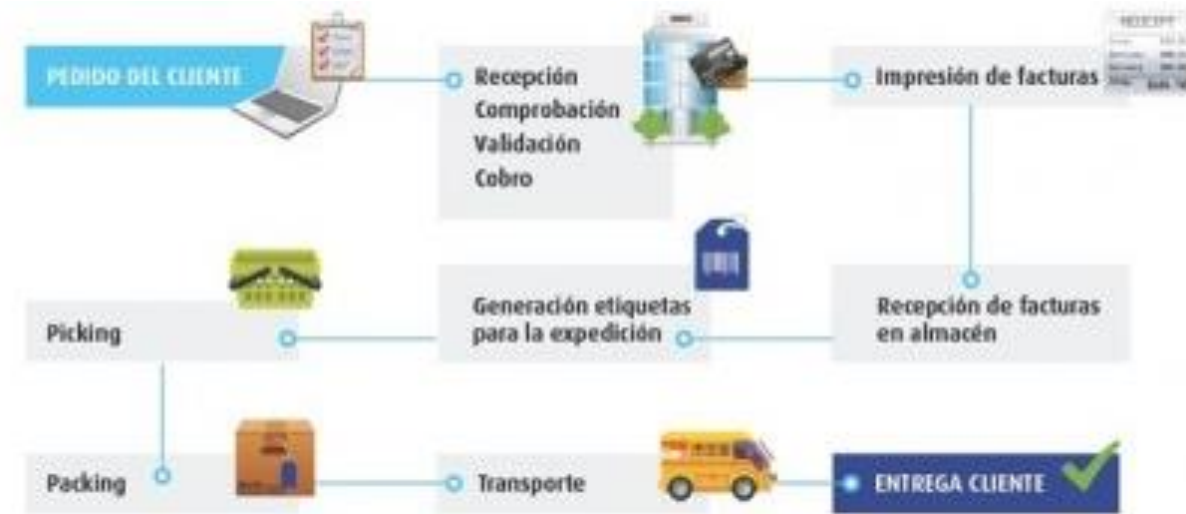 PEDIDO DEL CLIENTE
Recepción
Comprobación
Validación
Cobro
Impresión de facturas
RECEIPT
Picking
Generación etiquetas
para la expedición
Recepción de facturas
en almacén
Packing
Transporte
ENTREGA CLIENTE